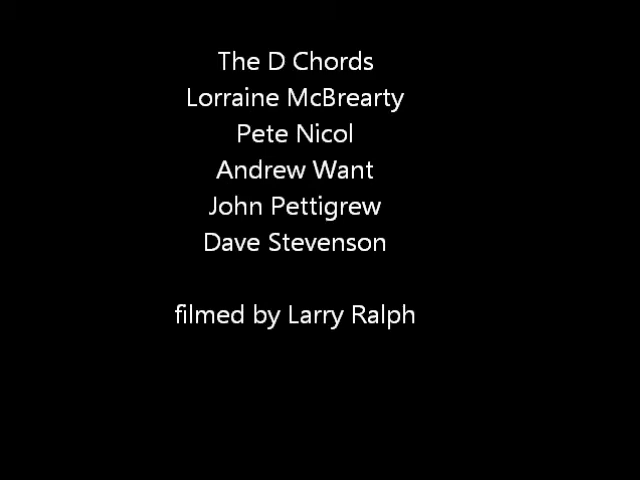 The D Chords
Lorraine McBrearty
Pete Nicol
Andrew Want
John Pettigrew
Dave Stevenson
filmed by Larry Ralph